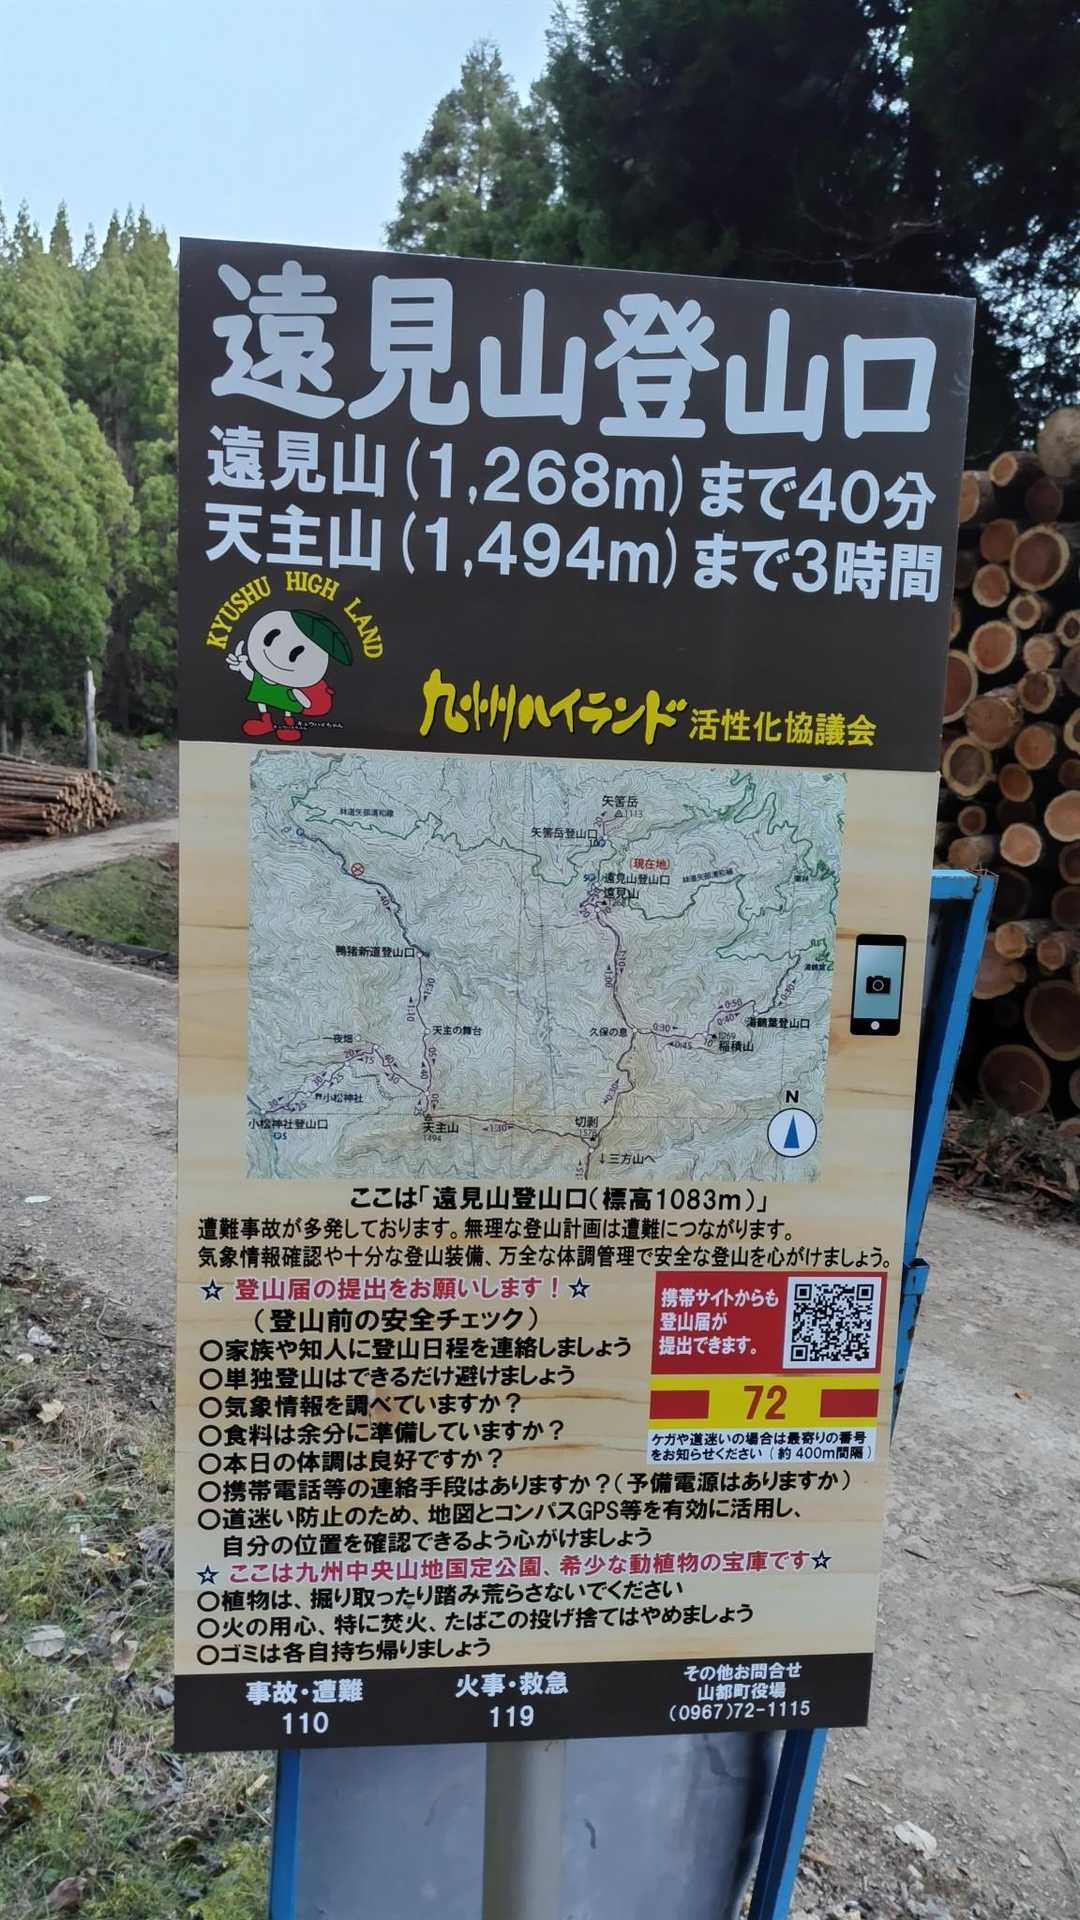 遠見山登山口
遠見山(1,268m)まで40分
天主山(1,494m)まで3時間
KYUSHU HIGH LAND
九州ハイランド活性化協議会
矢筈岳
1113
林道矢部濁和線
矢筈岳登山口
(現在地)
遠見山登山口
遠見山
鴨猪新道登山口
天主の舞台
夜畑
小松神社
小松神社登山口
天主山
1494
久保の息
稲積山
1269
湯鶴葉登山口
切剥
1578
↓三方山へ
N
ここは「遠見山登山口(標高1083m)」
遭難事故が多発しております。無理な登山計画は遭難につながります。
気象情報確認や十分な登山装備、万全な体調管理で安全な登山を心がけましょう。
☆ 登山届の提出をお願いします！☆
(登山前の安全チェック)
○家族や知人に登山日程を連絡しましょう
○単独登山はできるだけ避けましょう
○気象情報を調べていますか？
○食料は余分に準備していますか？
○本日の体調は良好ですか？
○携帯電話等の連絡手段はありますか？(予備電源はありますか)
○道迷い防止のため、地図とコンパスGPS等を有効に活用し、
自分の位置を確認できるよう心がけましょう
携帯サイトからも
登山届が
提出できます。
72
ケガや道迷いの場合は最寄りの番号
をお知らせください(約400m間隔)
☆ ここは九州中央山地国定公園、希少な動植物の宝庫です☆
○植物は、掘り取ったり踏み荒らさないでください
○火の用心、特に焚火、たばこの投げ捨てはやめましょう
○ゴミは各自持ち帰りましょう
事故・遭難
110
火事・救急
119
その他お問合せ
山都町役場
(0967)72-1115